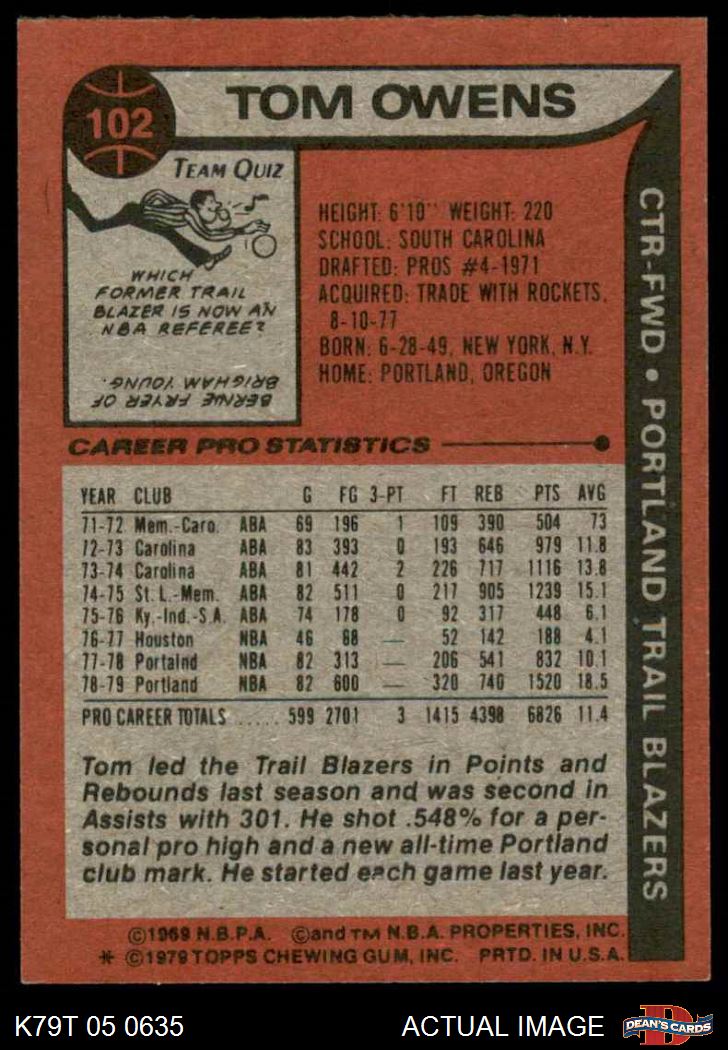 102
TOM OWENS
TEAM QUIZ
WHICH
FORMER TRAIL
BLAZER IS NOW AN
NBA REFEREE?
BERNIE FRYER OF
BRIGHAM YOUNG.
HEIGHT: 6'10" WEIGHT: 220
SCHOOL: SOUTH CAROLINA
DRAFTED: PROS #4-1971
ACQUIRED: TRADE WITH ROCKETS,
8-10-77
BORN: 6-28-49, NEW YORK, N.Y.
HOME: PORTLAND, OREGON
CTR-FWD • PORTLAND TRAIL BLAZERS
CAREER PRO STATISTICS
YEAR CLUB G FG 3-PT FT REB PTS AVG
71-72 Mem.-Caro. ABA 69 196 1 109 390 504 73
72-73 Carolina ABA 83 393 0 193 646 979 11.8
73-74 Carolina ABA 81 442 2 226 717 1116 13.8
74-75 St. L.-Mem. ABA 82 511 0 217 905 1239 15.1
75-76 Ky.-Ind.-S.A. ABA 74 178 0 92 317 448 6.1
76-77 Houston NBA 46 68 — 52 142 188 4.1
77-78 Portalnd NBA 82 313 — 206 541 832 10.1
78-79 Portland NBA 82 600 — 320 740 1520 18.5
PRO CAREER TOTALS ..... 599 2701 3 1415 4398 6826 11.4
Tom led the Trail Blazers in Points and
Rebounds last season and was second in
Assists with 301. He shot .548% for a per-
sonal pro high and a new all-time Portland
club mark. He started each game last year.
©1969 N.B.P.A. ©and TM N.B.A. PROPERTIES, INC.
* ©1979 TOPPS CHEWING GUM, INC. PRTD. IN U.S.A.
K79T 05 0635 ACTUAL IMAGE
D
DEAN'S CARDS